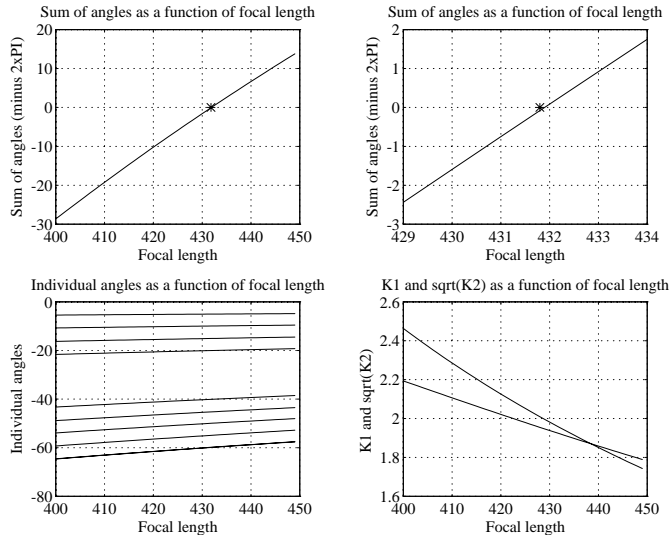 Sum of angles as a function of focal length
20
10
0
-10
-20
-30
Sum of angles (minus 2xPI)
400 410 420 430 440 450
Focal length
Sum of angles as a function of focal length
2
1
0
-1
-2
-3
Sum of angles (minus 2xPI)
429 430 431 432 433 434
Focal length
Individual angles as a function of focal length
0
-20
-40
-60
-80
Individual angles
400 410 420 430 440 450
Focal length
K1 and sqrt(K2) as a function of focal length
2.6
2.4
2.2
2
1.8
1.6
K1 and sqrt(K2)
400 410 420 430 440 450
Focal length